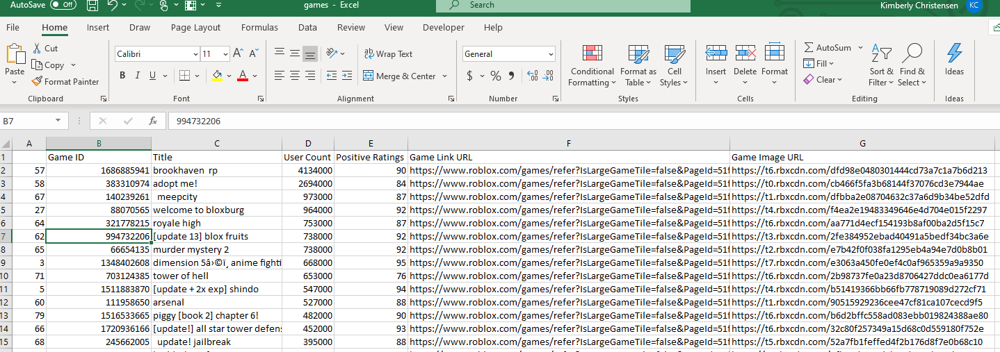 AutoSave Off games - Excel Search Kimberly Christensen KC
File Home Insert Draw Page Layout Formulas Data Review View Developer Help
Cut Calibri 11 A^ A˅ ab Wrap Text General Σ AutoSum
Paste Copy B I U A Merge & Center $ % , .00 Conditional Formatting Format as Table Cell Styles Insert Delete Format Fill Sort & Filter Find & Select Ideas
Format Painter Clear
Clipboard Font Alignment Number Styles Cells Editing Ideas
B7 fx 994732206
A B C D E F G
1 Game ID Title User Count Positive Ratings Game Link URL Game Image URL
2 57 1686885941 brookhaven rp 4134000 90 https://www.roblox.com/games/refer?IsLargeGameTile=false&PageId=51f https://t6.rbxcdn.com/dfd98e0480301444cd73a7c1a7b6d213
3 58 383310974 adopt me! 2694000 84 https://www.roblox.com/games/refer?IsLargeGameTile=false&PageId=51f https://t0.rbxcdn.com/cb466f5fa3b68144f37076cd3e7944ae
4 67 140239261 meepcity 973000 87 https://www.roblox.com/games/refer?IsLargeGameTile=false&PageId=51f https://t1.rbxcdn.com/dfbba2e08704632c37a6d9b34be52dfd
5 27 88070565 welcome to bloxburg 964000 92 https://www.roblox.com/games/refer?IsLargeGameTile=false&PageId=51f https://t4.rbxcdn.com/f4ea2e19483349646e4d704e015f2297
6 64 321778215 royale high 753000 87 https://www.roblox.com/games/refer?IsLargeGameTile=false&PageId=51f https://t6.rbxcdn.com/aa771d4ecf154193b8af00ba2d5f15c7
7 62 994732206 [update 13] blox fruits 738000 92 https://www.roblox.com/games/refer?IsLargeGameTile=false&PageId=51f https://t3.rbxcdn.com/2fe384952ebad40491a5bedf34bc3a6e
8 65 66654135 murder mystery 2 738000 92 https://www.roblox.com/games/refer?IsLargeGameTile=false&PageId=51f https://t2.rbxcdn.com/e7b42f0f038fa1295eb4a94e7d0b8b01
9 3 1348402608 dimension 5â›©ï¸ anime fighti 668000 95 https://www.roblox.com/games/refer?IsLargeGameTile=false&PageId=51f https://t7.rbxcdn.com/e3063a450fe0ef4c0af965359a9a9350
10 71 703124385 tower of hell 653000 76 https://www.roblox.com/games/refer?IsLargeGameTile=false&PageId=51f https://t6.rbxcdn.com/2b98737fe0a23d8706427ddc0ea6177d
11 5 1511883870 [update + 2x exp] shindo 547000 94 https://www.roblox.com/games/refer?IsLargeGameTile=false&PageId=51f https://t4.rbxcdn.com/b51419366bb66fb778719089d272cf71
12 60 111958650 arsenal 527000 88 https://www.roblox.com/games/refer?IsLargeGameTile=false&PageId=51f https://t1.rbxcdn.com/90515929236cee47cf81ca107cecd9f5
13 79 1516533665 piggy [book 2] chapter 6! 482000 90 https://www.roblox.com/games/refer?IsLargeGameTile=false&PageId=51f https://t6.rbxcdn.com/b6d2bffc558ad083ebb019824388ae80
14 66 1720936166 [update!] all star tower defens 452000 93 https://www.roblox.com/games/refer?IsLargeGameTile=false&PageId=51f https://t6.rbxcdn.com/32c80f257349a15d68c0d559180f752e
15 68 245662005 update! jailbreak 395000 88 https://www.roblox.com/games/refer?IsLargeGameTile=false&PageId=51f https://t5.rbxcdn.com/52a7fb1feffed4f2b176d8f7e0b68c10